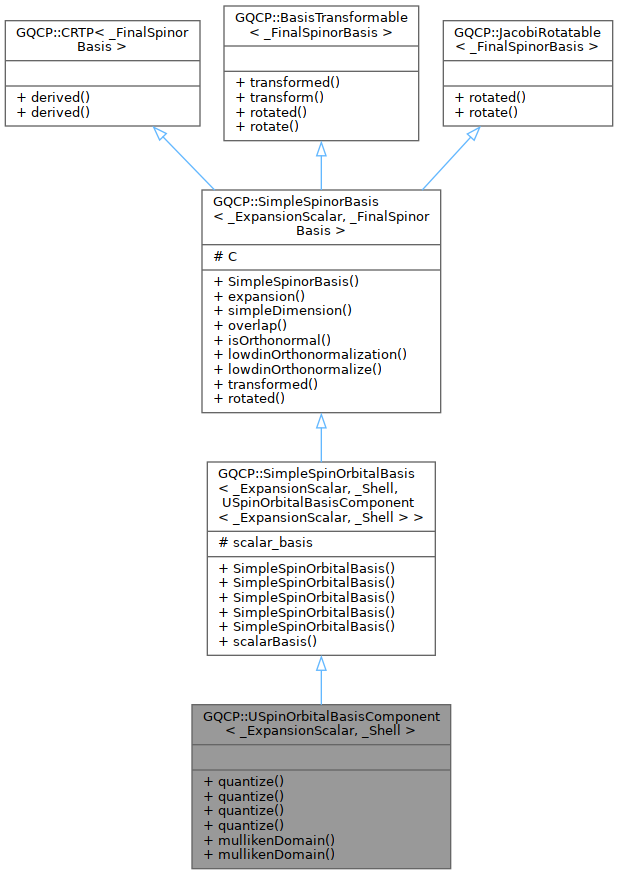 GQCP::CRTP< _FinalSpinor
Basis >
+ derived()
+ derived()
GQCP::BasisTransformable
< _FinalSpinorBasis >
+ transformed()
+ transform()
+ rotated()
+ rotate()
GQCP::JacobiRotatable
< _FinalSpinorBasis >
+ rotated()
+ rotate()
GQCP::SimpleSpinorBasis
< _ExpansionScalar, _FinalSpinor
Basis >
# C
+ SimpleSpinorBasis()
+ expansion()
+ simpleDimension()
+ overlap()
+ isOrthonormal()
+ lowdinOrthonormalization()
+ lowdinOrthonormalize()
+ transformed()
+ rotated()
GQCP::SimpleSpinOrbitalBasis
< _ExpansionScalar, _Shell,
USpinOrbitalBasisComponent
< _ExpansionScalar, _Shell > >
# scalar_basis
+ SimpleSpinOrbitalBasis()
+ SimpleSpinOrbitalBasis()
+ SimpleSpinOrbitalBasis()
+ SimpleSpinOrbitalBasis()
+ SimpleSpinOrbitalBasis()
+ scalarBasis()
GQCP::USpinOrbitalBasisComponent
< _ExpansionScalar, _Shell >
+ quantize()
+ quantize()
+ quantize()
+ quantize()
+ mullikenDomain()
+ mullikenDomain()